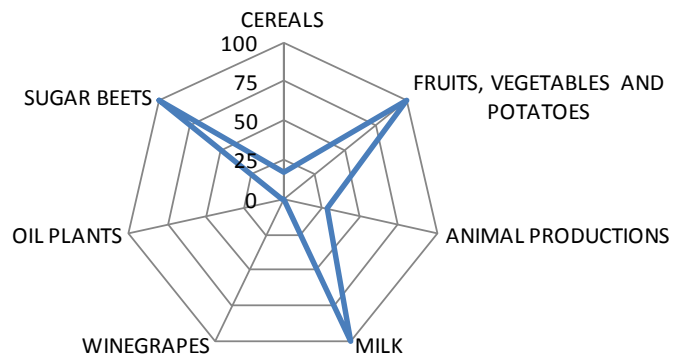 CEREALS
100
75
50
25
0
FRUITS, VEGETABLES AND
POTATOES
SUGAR BEETS
OIL PLANTS
ANIMAL PRODUCTIONS
WINEGRAPES
MILK